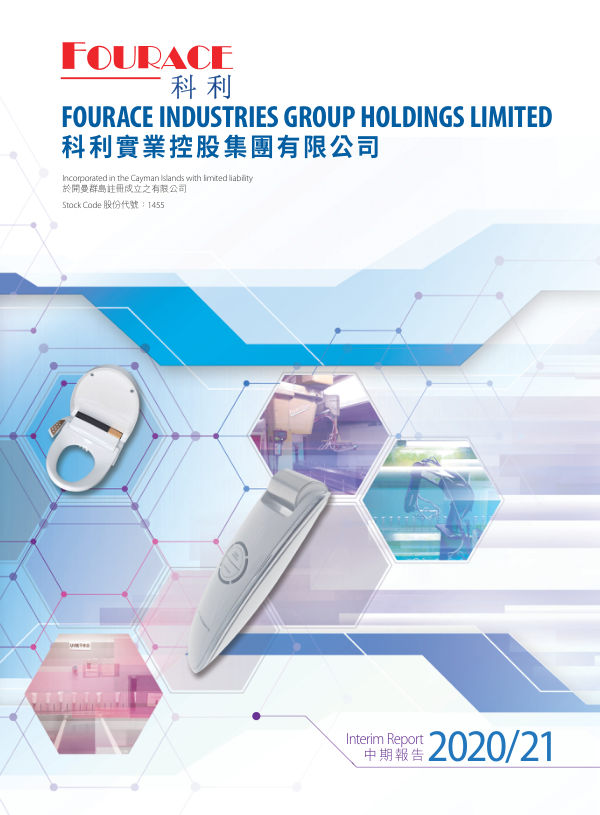 FOURACE
科利
FOURACE INDUSTRIES GROUP HOLDINGS LIMITED
科利實業控股集團有限公司
Incorporated in the Cayman Islands with limited liability
於開曼群島註冊成立之有限公司
Stock Code 股份代號：1455
Interim Report
中期報告
2020/21